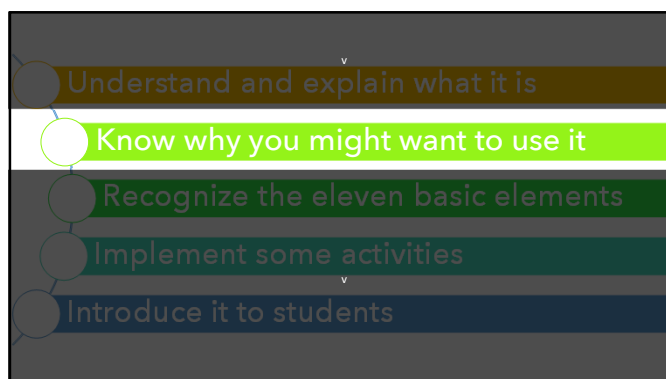 v
Understand and explain what it is
Know why you might want to use it
Recognize the eleven basic elements
Implement some activities
v
Introduce it to students